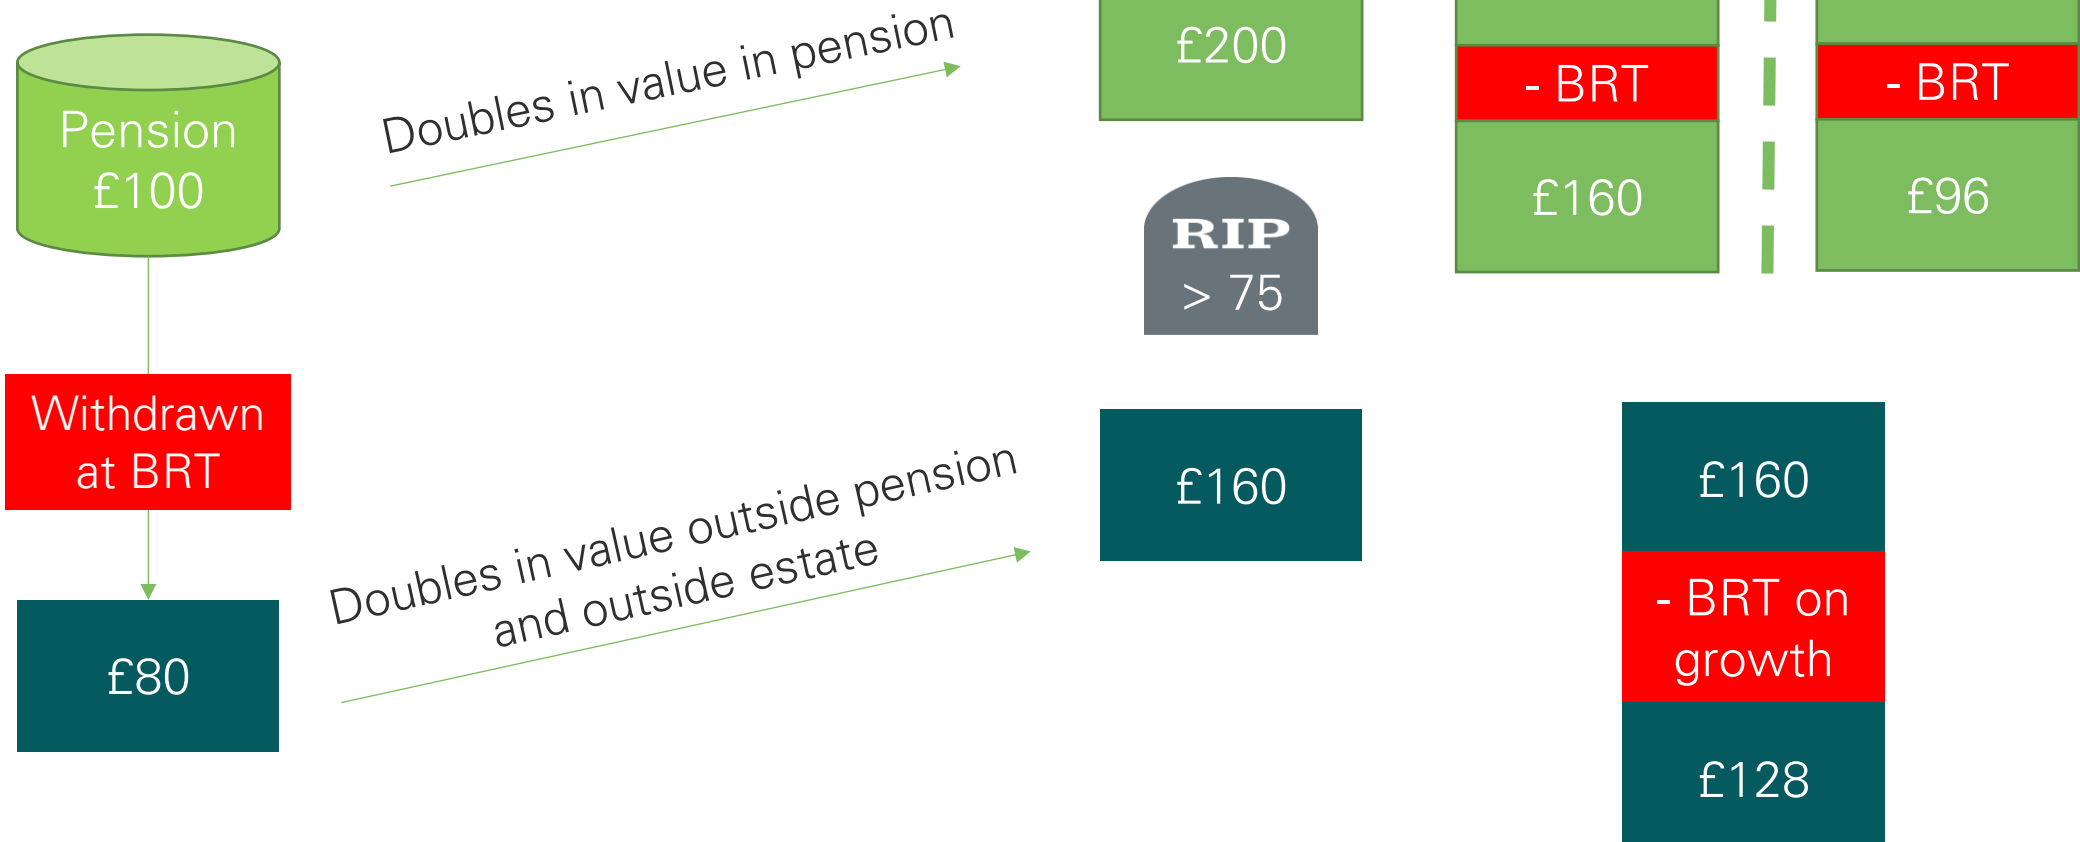 Pension
£100
Doubles in value in pension
£200
- BRT
£160
- BRT
£96
RIP
> 75
Withdrawn
at BRT
£80
Doubles in value outside pension
and outside estate
£160
£160
- BRT on
growth
£128